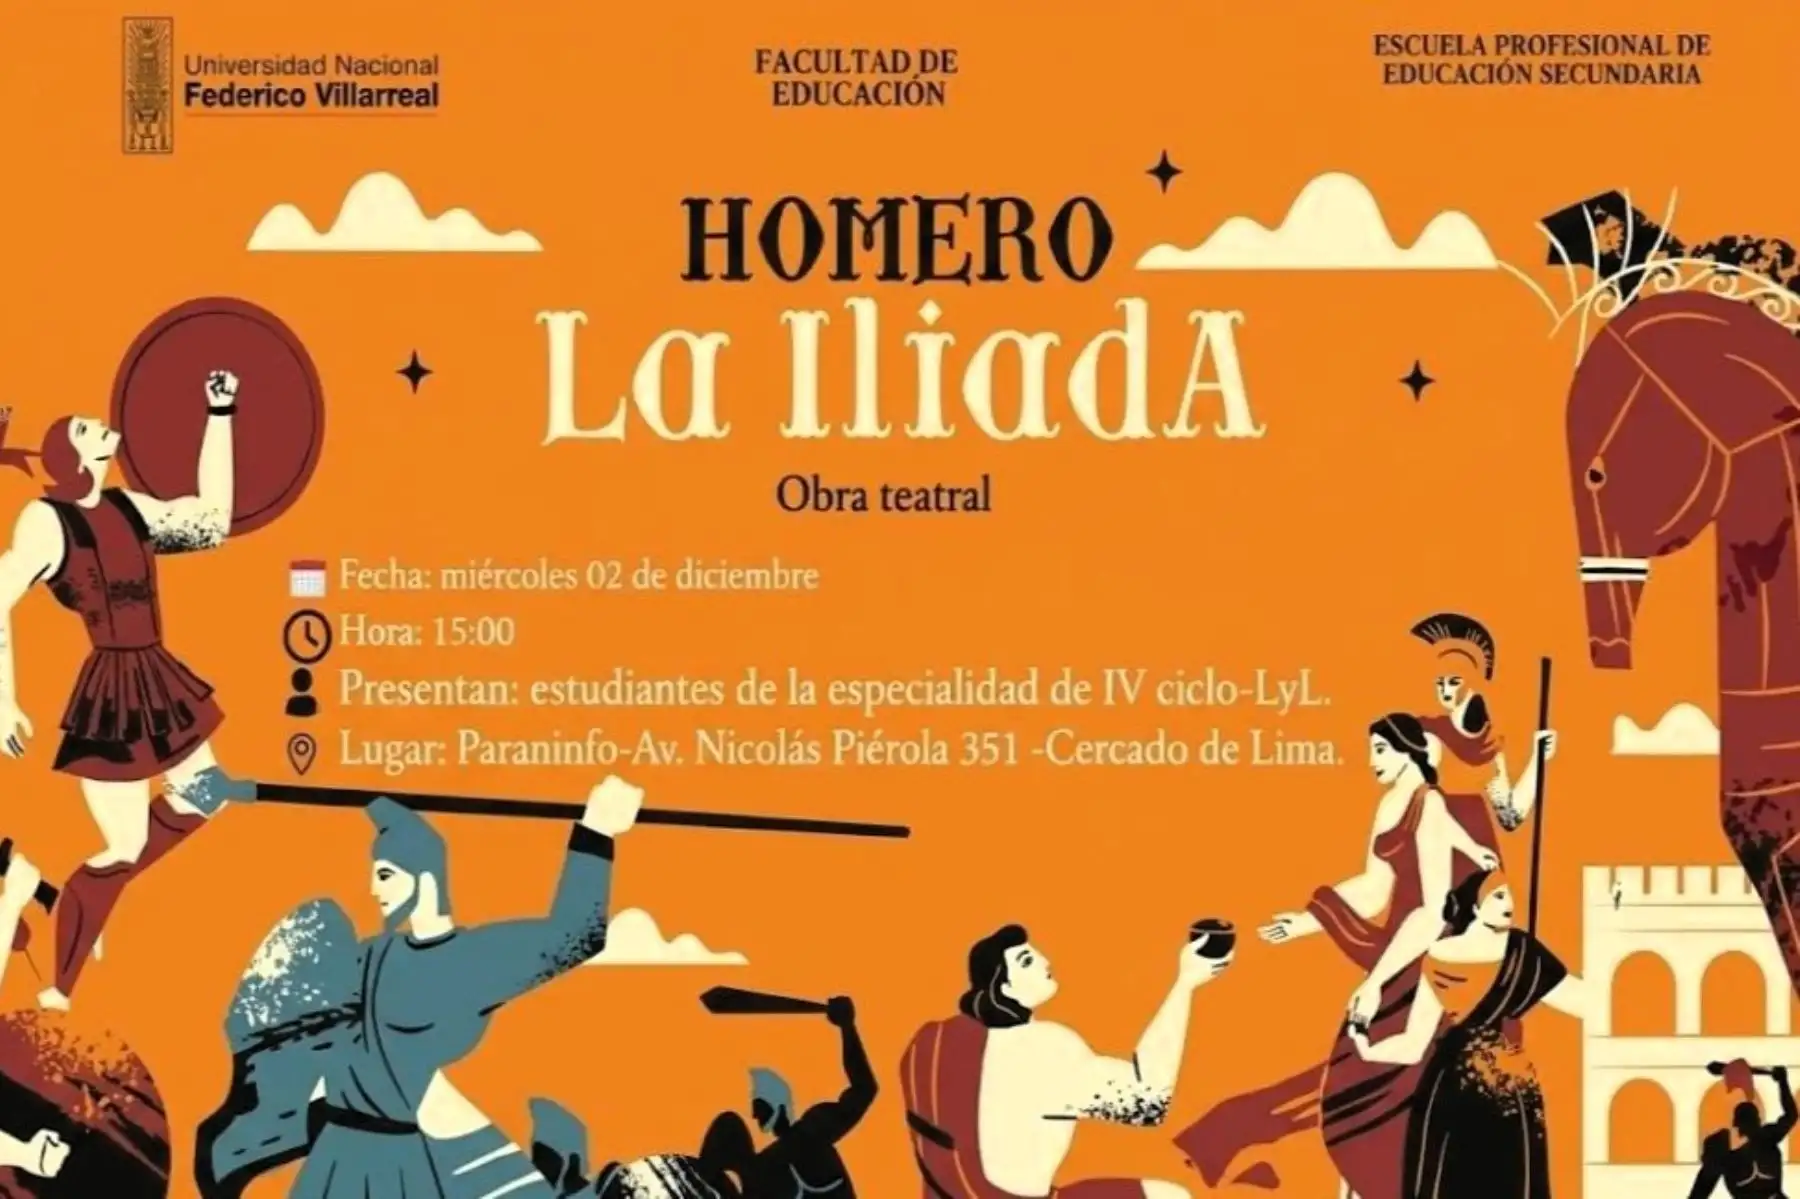 Universidad Nacional
Federico Villarreal
FACULTAD DE
EDUCACIÓN
ESCUELA PROFESIONAL DE
EDUCACIÓN SECUNDARIA
HOMERO
La IliadA
Obra teatral
Fecha: miércoles 02 de diciembre
Hora: 15:00
Presentan: estudiantes de la especialidad de IV ciclo-LyL.
Lugar: Paraninfo-Av. Nicolás Piérola 351 -Cercado de Lima.